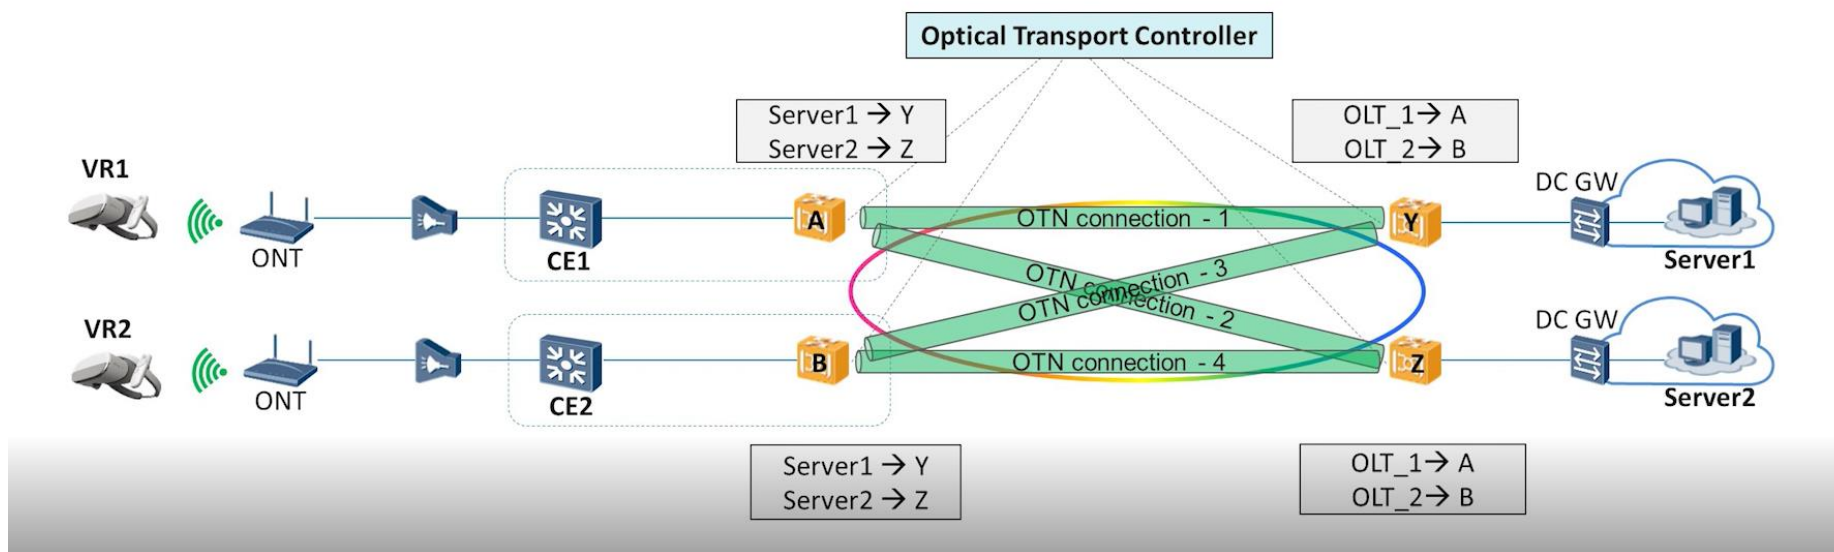 Optical Transport Controller
Server1 → Y
Server2 → Z
OLT_1→ A
OLT_2→ B
VR1
ONT
CE1
A
OTN connection - 1
Y
DC GW
Server1
OTN connection - 2
OTN connection - 3
VR2
ONT
CE2
B
OTN connection - 4
Z
DC GW
Server2
Server1 → Y
Server2 → Z
OLT_1→ A
OLT_2→ B